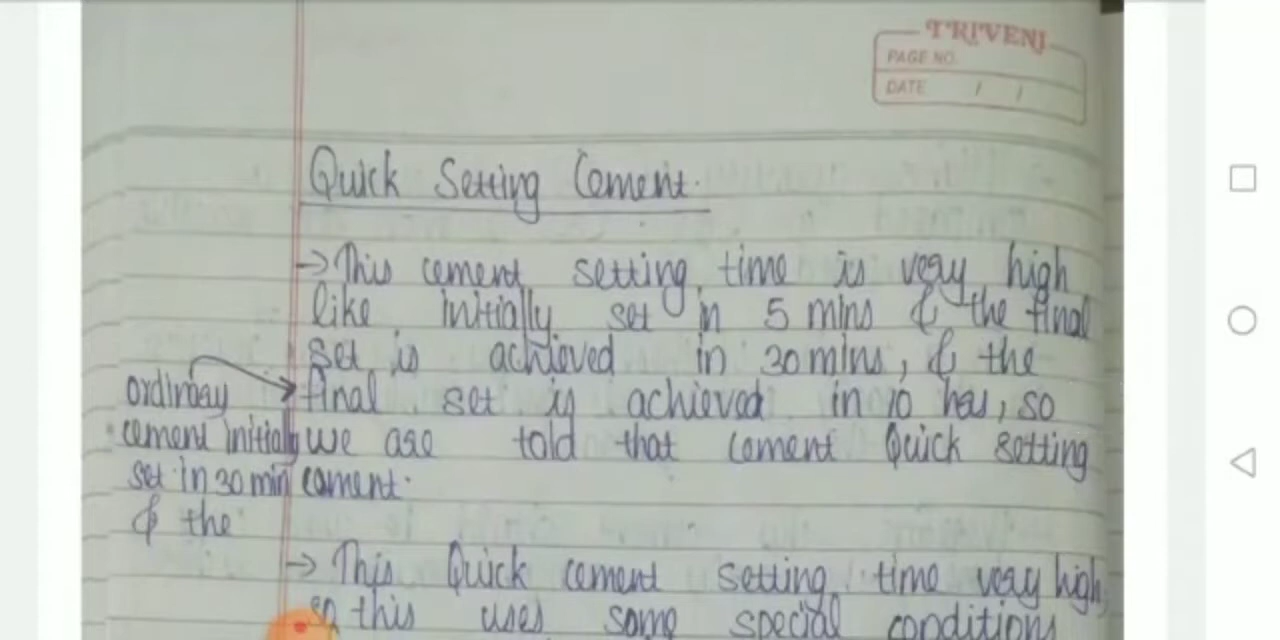 TRIVENI
PAGE NO.
DATE / /
Quick Setting Cement.
→ This cement setting time is very high
like initially set in 5 mins & the final
set is achieved in 30 mins, & the
ordinary → final set is achieved in 10 hrs, so
cement initially we are told that cement Quick setting
set in 30 min cement.
& the
→ This Quick cement setting time very high,
so this uses some special conditions